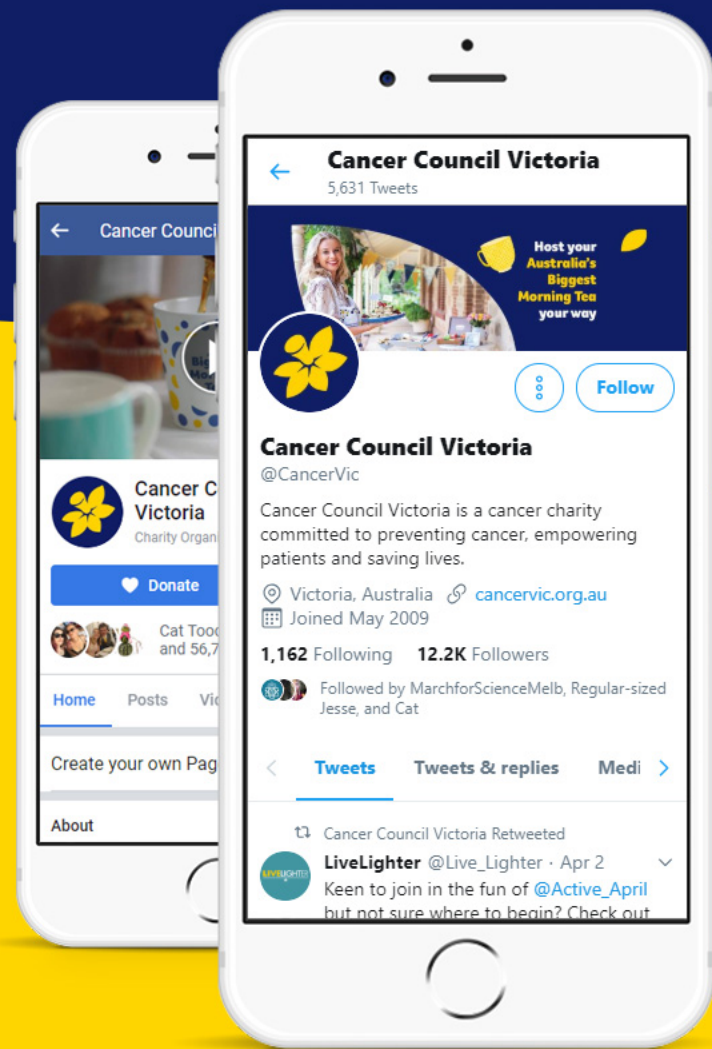 Cancer Counci
Cancer C
Victoria
Charity Organi
Donate
Cat Tood
and 56,7
Home Posts Vid
Create your own Pag
About
Cancer Council Victoria
5,631 Tweets
Host your
Australia's
Biggest
Morning Tea
your way
Follow
Cancer Council Victoria
@CancerVic
Cancer Council Victoria is a cancer charity
committed to preventing cancer, empowering
patients and saving lives.
Victoria, Australia cancervic.org.au
Joined May 2009
1,162 Following 12.2K Followers
Followed by MarchforScienceMelb, Regular-sized
Jesse, and Cat
Tweets Tweets & replies Medi
Cancer Council Victoria Retweeted
LiveLighter @Live_Lighter · Apr 2
Keen to join in the fun of @Active_April
but not sure where to begin? Check out